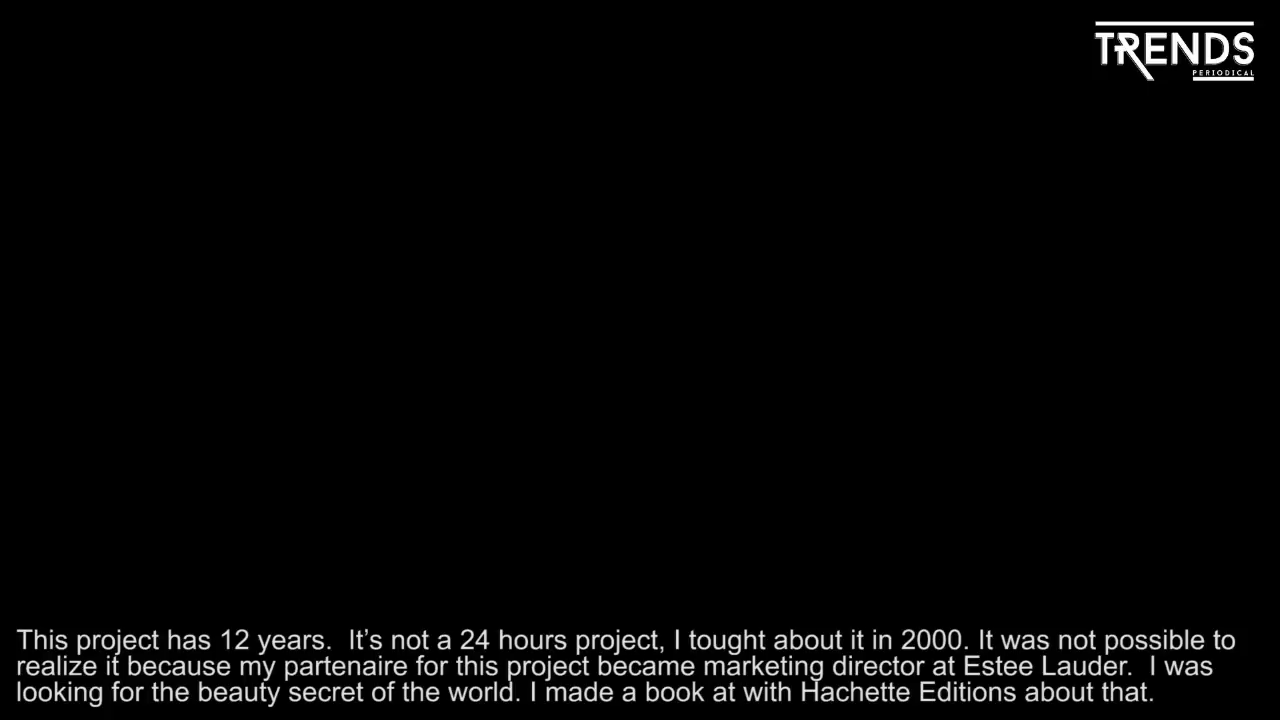 TRENDS
PERIODICAL
This project has 12 years.  It’s not a 24 hours project, I tought about it in 2000. It was not possible to
realize it because my partenaire for this project became marketing director at Estee Lauder.  I was
looking for the beauty secret of the world. I made a book at with Hachette Editions about that.